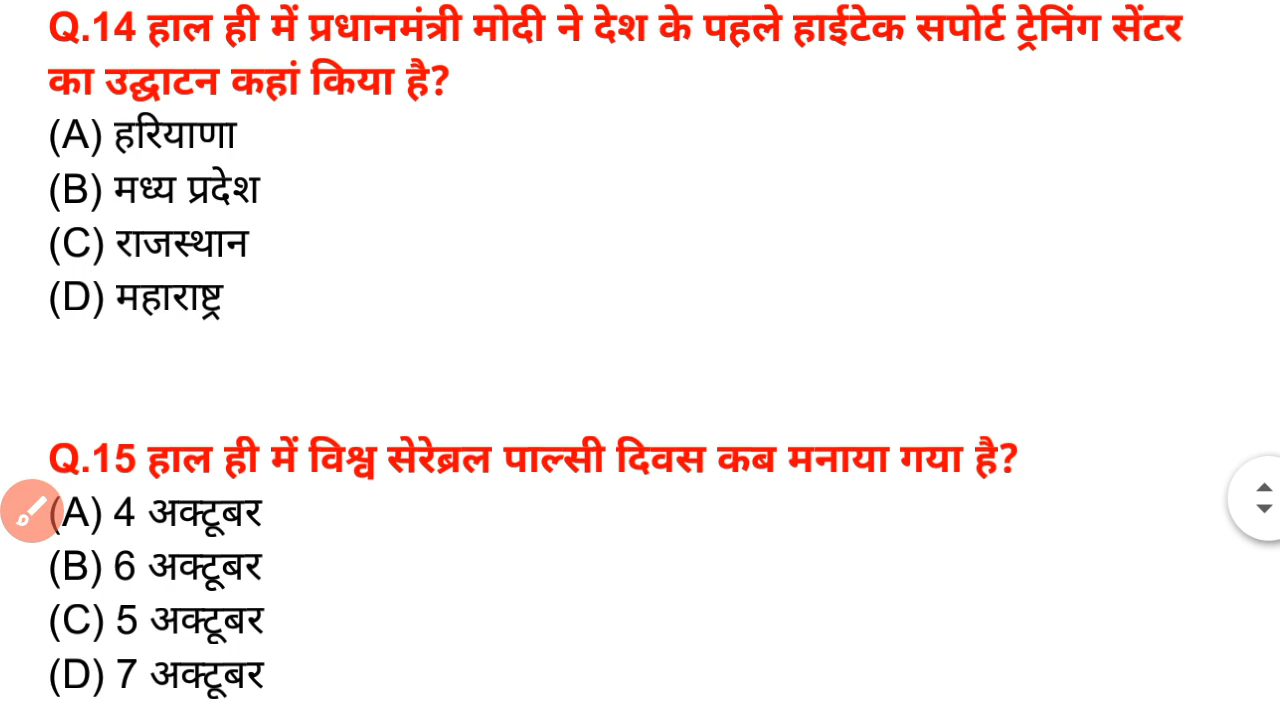 Q.14 हाल ही में प्रधानमंत्री मोदी ने देश के पहले हाईटेक सपोर्ट ट्रेनिंग सेंटर
का उद्घाटन कहां किया है?
(A) हरियाणा
(B) मध्य प्रदेश
(C) राजस्थान
(D) महाराष्ट्र
Q.15 हाल ही में विश्व सेरेब्रल पाल्सी दिवस कब मनाया गया है?
(A) 4 अक्टूबर
(B) 6 अक्टूबर
(C) 5 अक्टूबर
(D) 7 अक्टूबर